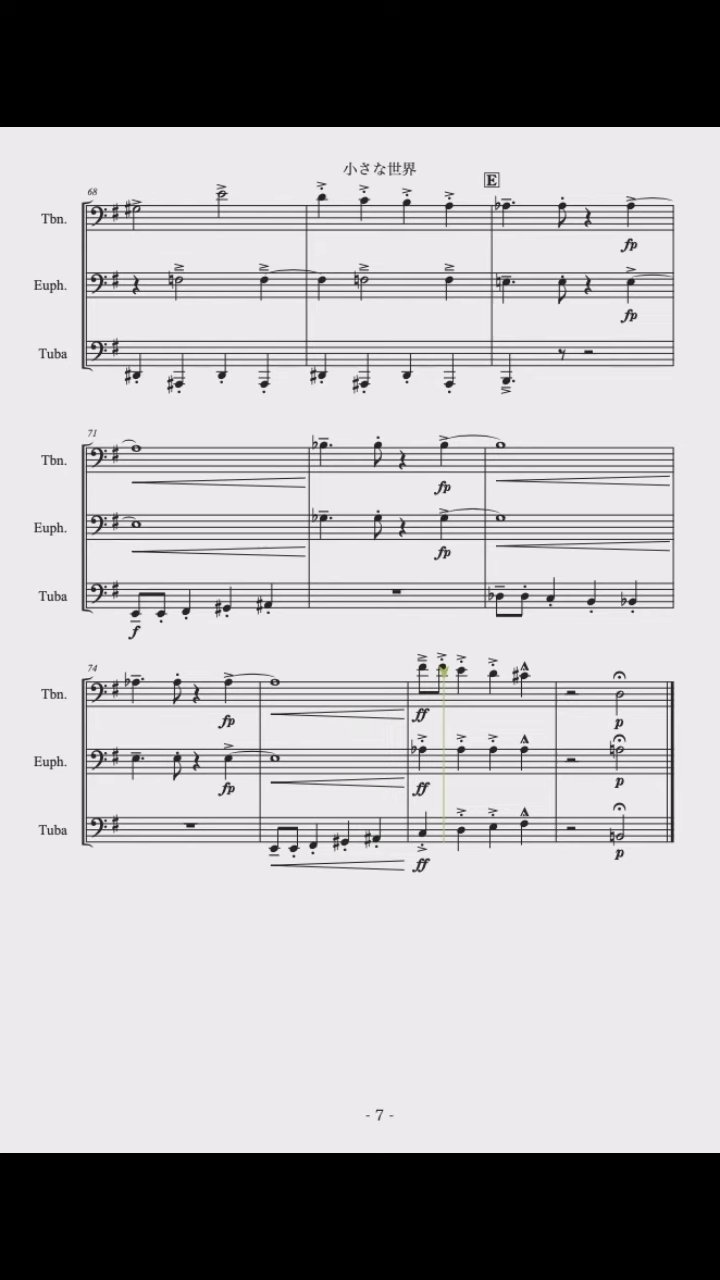 小さな世界
E
68
Tbn.
fp
Euph.
fp
Tuba
71
Tbn.
fp
Euph.
fp
Tuba
f
74
Tbn.
fp ff p
Euph.
fp ff p
Tuba
ff p
- 7 -